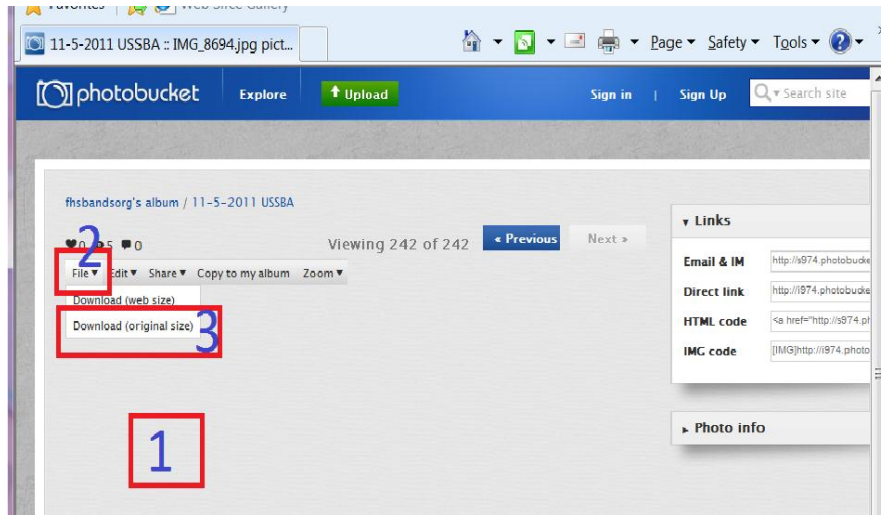 Favorites Web Slice Gallery
11-5-2011 USSBA :: IMG_8694.jpg pict...
Page Safety Tools
photobucket Explore Upload Sign in | Sign Up Search site
fhsbandsorg's album / 11-5-2011 USSBA
Links
2
0 5 0 Viewing 242 of 242 « Previous Next »
File Edit Share Copy to my album Zoom
Email & IM http://s974.photobucke
Download (web size)
Direct link http://i974.photobucke
Download (original size) 3
HTML code <a href="http://s974.ph
IMG code [IMG]http://i974.photo
Photo info
1